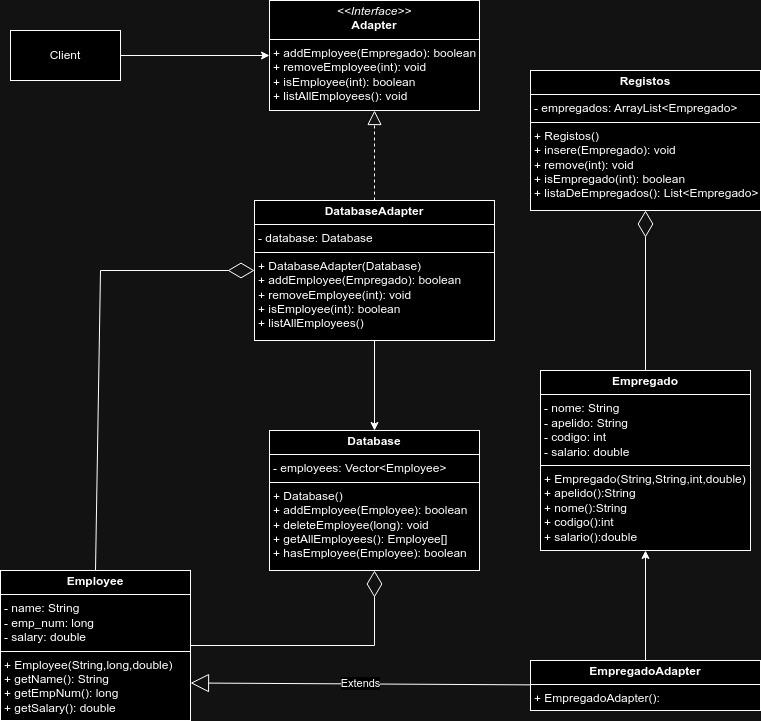 <<Interface>>
Adapter
+ addEmployee(Empregado): boolean
+ removeEmployee(int): void
+ isEmployee(int): boolean
+ listAllEmployees(): void
Client
Registos
- empregados: ArrayList<Empregado>
+ Registos()
+ insere(Empregado): void
+ remove(int): void
+ isEmpregado(int): boolean
+ listaDeEmpregados(): List<Empregado>
DatabaseAdapter
- database: Database
+ DatabaseAdapter(Database)
+ addEmployee(Empregado): boolean
+ removeEmployee(int): void
+ isEmployee(int): boolean
+ listAllEmployees()
Empregado
- nome: String
- apelido: String
- codigo: int
- salario: double
+ Empregado(String,String,int,double)
+ apelido():String
+ nome():String
+ codigo():int
+ salario():double
Database
- employees: Vector<Employee>
+ Database()
+ addEmployee(Employee): boolean
+ deleteEmployee(long): void
+ getAllEmployees(): Employee[]
+ hasEmployee(Employee): boolean
Employee
- name: String
- emp_num: long
- salary: double
+ Employee(String,long,double)
+ getName(): String
+ getEmpNum(): long
+ getSalary(): double
Extends
EmpregadoAdapter
+ EmpregadoAdapter():